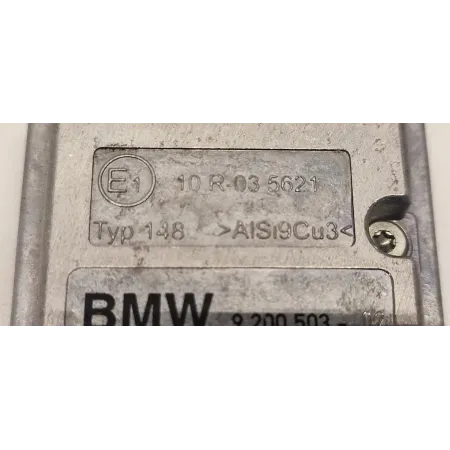 E1 10 R-03 5621
Typ 148 >AlSi9Cu3<
BMW 9 200 503 -